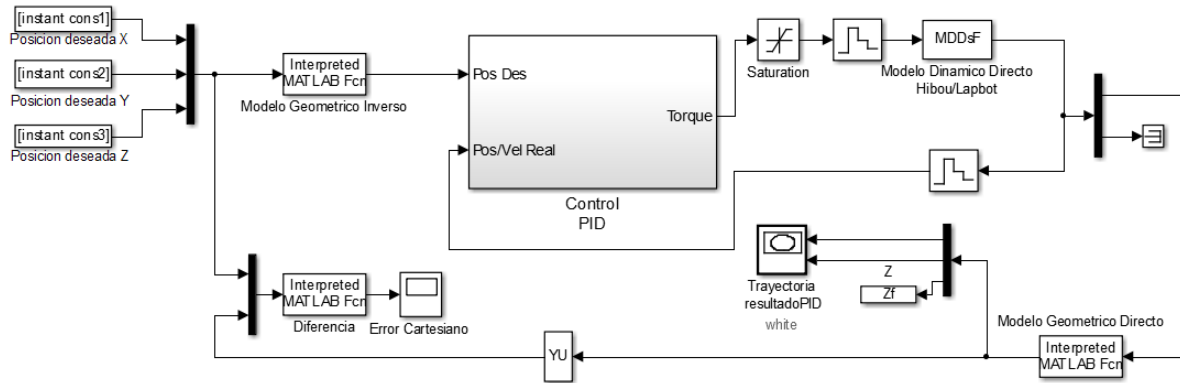 [instant cons1]
Posicion deseada X
[instant cons2]
Posicion deseada Y
[instant cons3]
Posicion deseada Z
Interpreted
MATLAB Fcn
Modelo Geometrico Inverso
Pos Des
Pos/Vel Real
Torque
Control
PID
Saturation
MDDsF
Modelo Dinamico Directo
Hibou/Lapbot
Interpreted
MATLAB Fcn
Diferencia
Error Cartesiano
YU
Trayectoria
resultadoPID
white
Z
Zf
Modelo Geometrico Directo
Interpreted
MATLAB Fcn